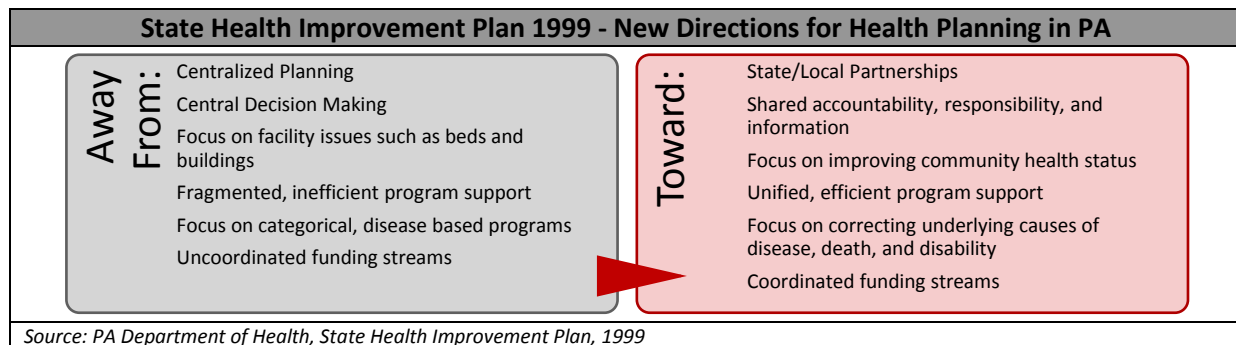 State Health Improvement Plan 1999 - New Directions for Health Planning in PA
Away
From:
Centralized Planning
Central Decision Making
Focus on facility issues such as beds and
buildings
Fragmented, inefficient program support
Focus on categorical, disease based programs
Uncoordinated funding streams
Toward:
State/Local Partnerships
Shared accountability, responsibility, and
information
Focus on improving community health status
Unified, efficient program support
Focus on correcting underlying causes of
disease, death, and disability
Coordinated funding streams
Source: PA Department of Health, State Health Improvement Plan, 1999